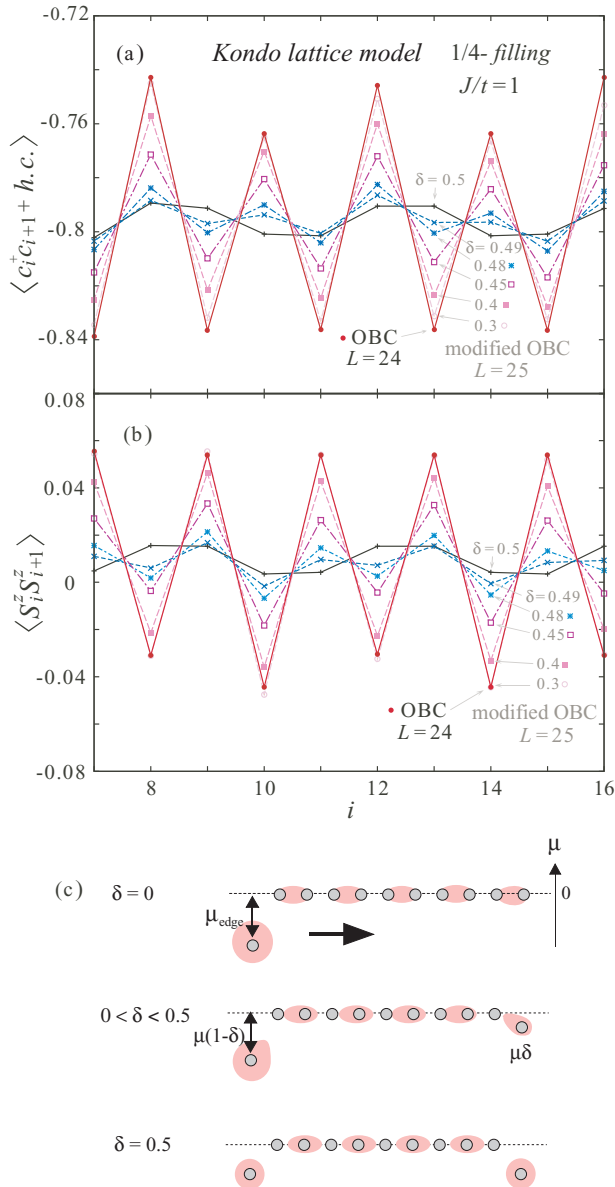 -0.72
(a) Kondo lattice model 1/4- filling
J/t = 1
-0.76
δ = 0.5
-0.8
⟨c_i^+ c_{i+1} + h.c.⟩
δ = 0.49
0.48
0.45
0.4
0.3
-0.84
OBC
L = 24
modified OBC
L = 25
0.08
(b)
0.04
⟨S_i^z S_{i+1}^z⟩
0
δ = 0.5
δ = 0.49
0.48
0.45
0.4
0.3
-0.04
OBC
L = 24
modified OBC
L = 25
-0.08
8 10 12 14 16
i
μ
(c) δ = 0
0
μ_edge
0 < δ < 0.5
μ(1-δ)
μδ
δ = 0.5